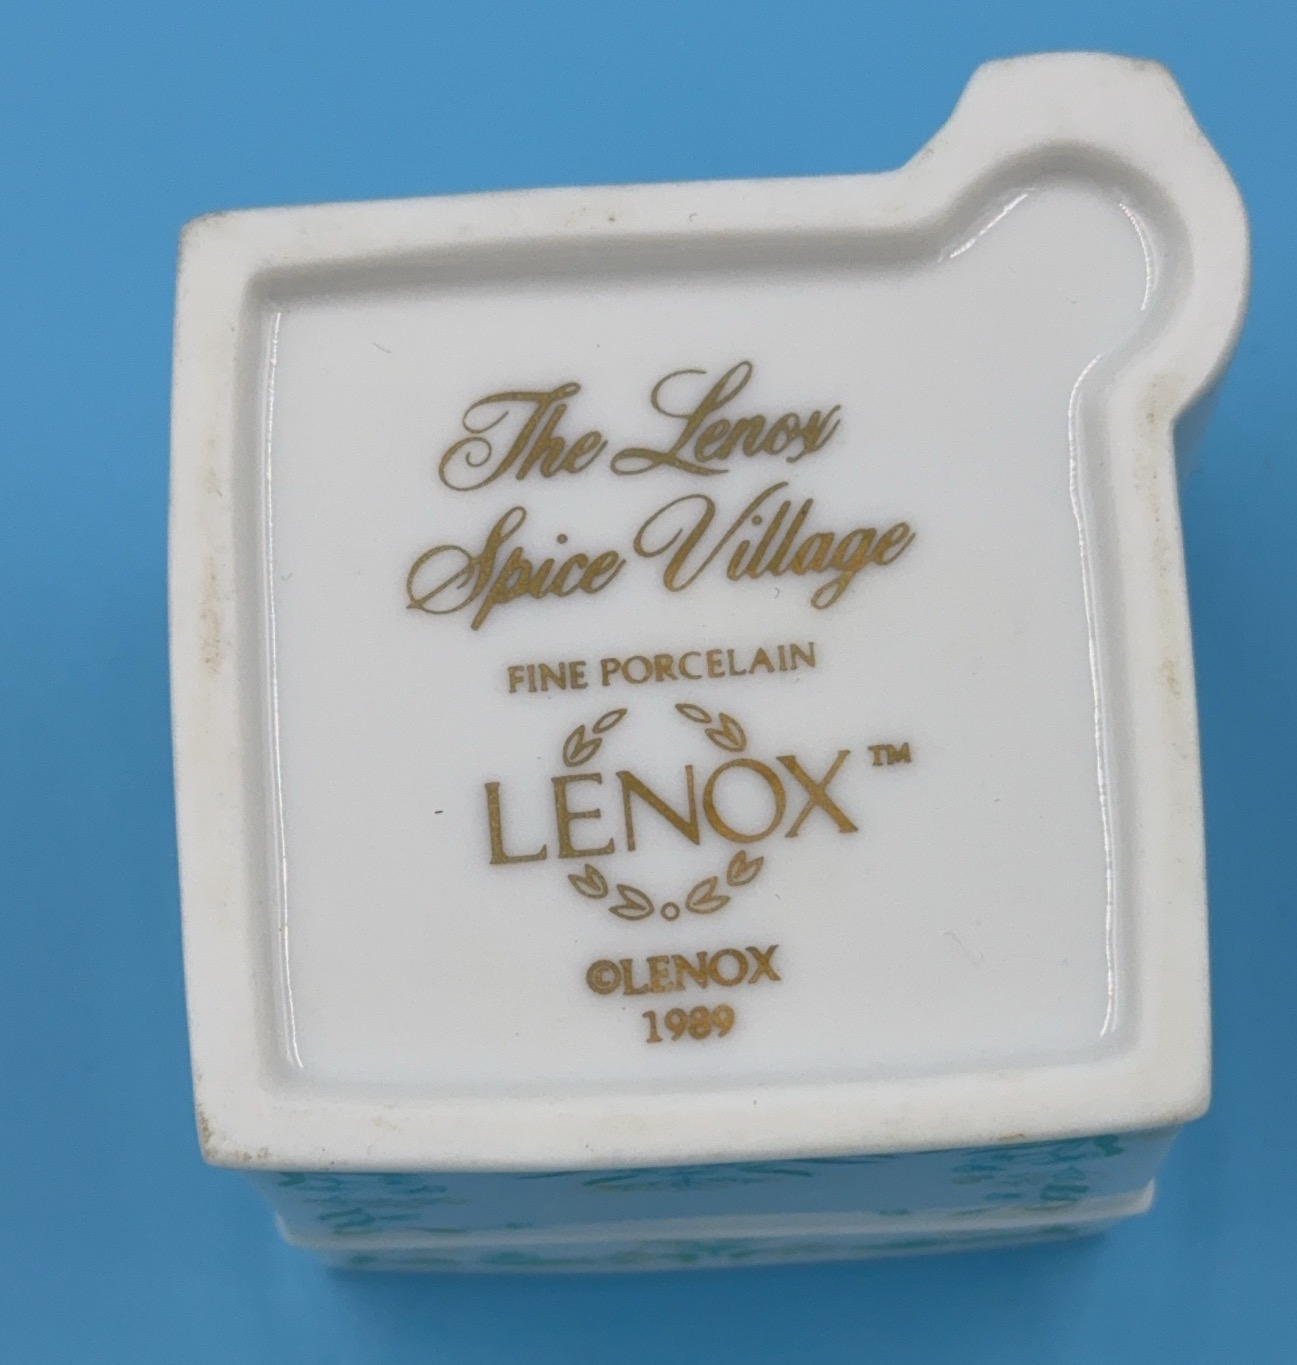 The Lenox
Spice Village
FINE PORCELAIN
LENOX™
©LENOX
1989